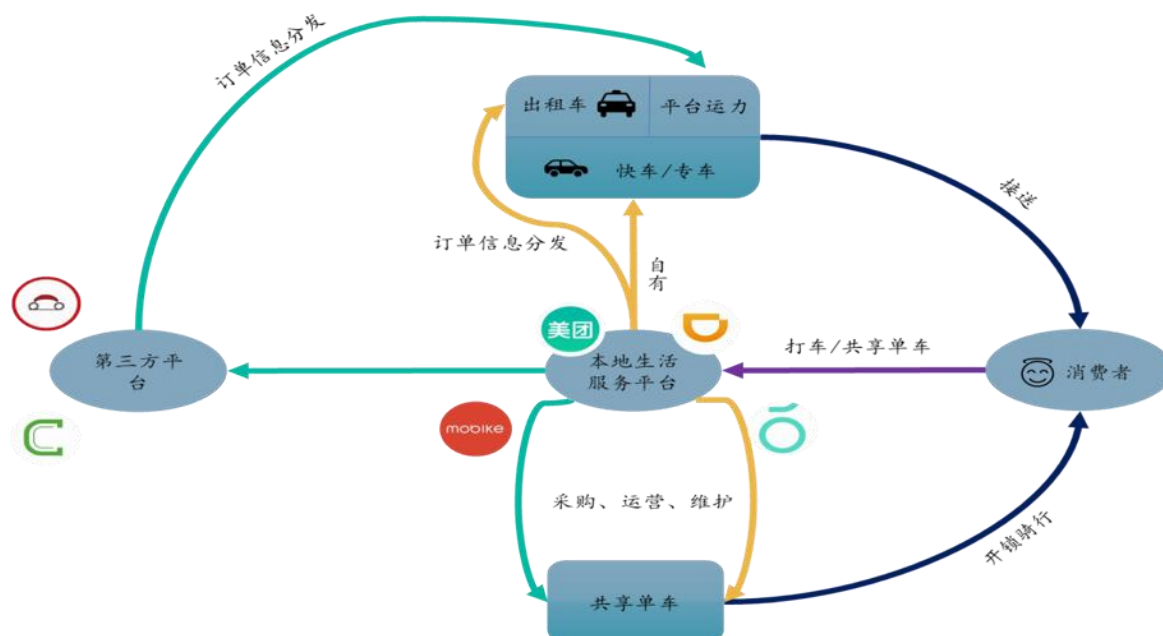 订单信息分发
出租车
平台运力
快车/专车
接送
订单信息分发
自
有
美团
第三方平
台
本地生活
服务平台
打车/共享单车
消费者
mobike
采购、运营、维护
开锁骑行
共享单车